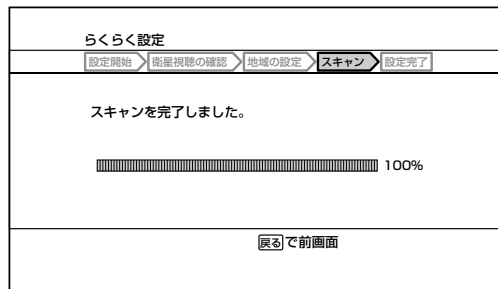 らくらく設定
設定開始 衛星視聴の確認 地域の設定 スキャン 設定完了
スキャンを完了しました。
100%
戻るで前画面